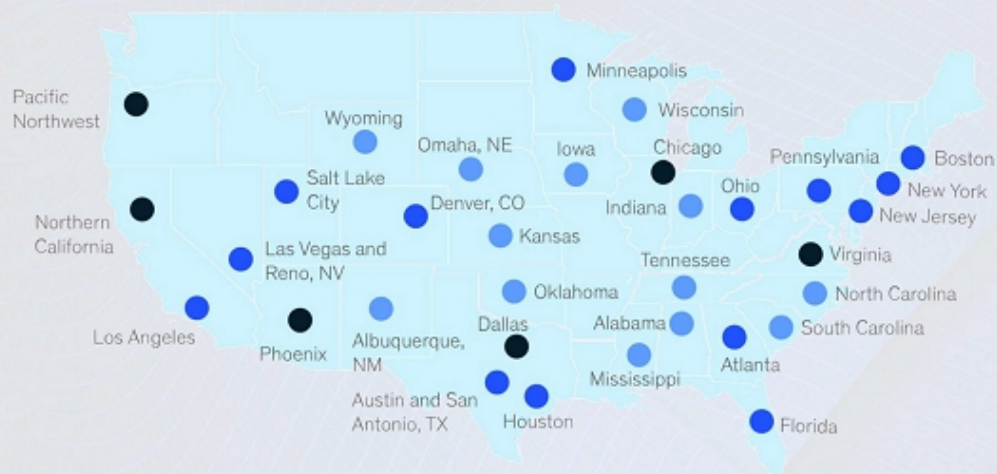 Minneapolis
Pacific
Northwest
Wisconsin
Wyoming
Omaha, NE
Iowa
Chicago
Pennsylvania
Boston
Salt Lake
City
Ohio
New York
Denver, CO
Indiana
New Jersey
Northern
California
Kansas
Las Vegas and
Reno, NV
Tennessee
Virginia
Oklahoma
North Carolina
Los Angeles
Phoenix
Albuquerque,
NM
Dallas
Alabama
South Carolina
Mississippi
Atlanta
Austin and San
Antonio, TX
Houston
Florida